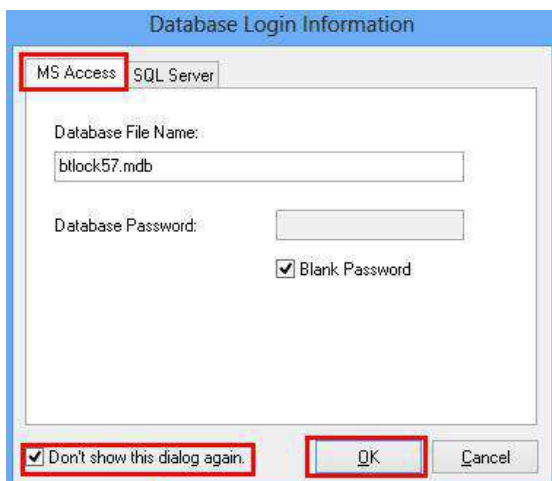 Database Login Information
MS Access SQL Server
Database File Name:
btlock57.mdb
Database Password:
Blank Password
Don't show this dialog again. OK Cancel